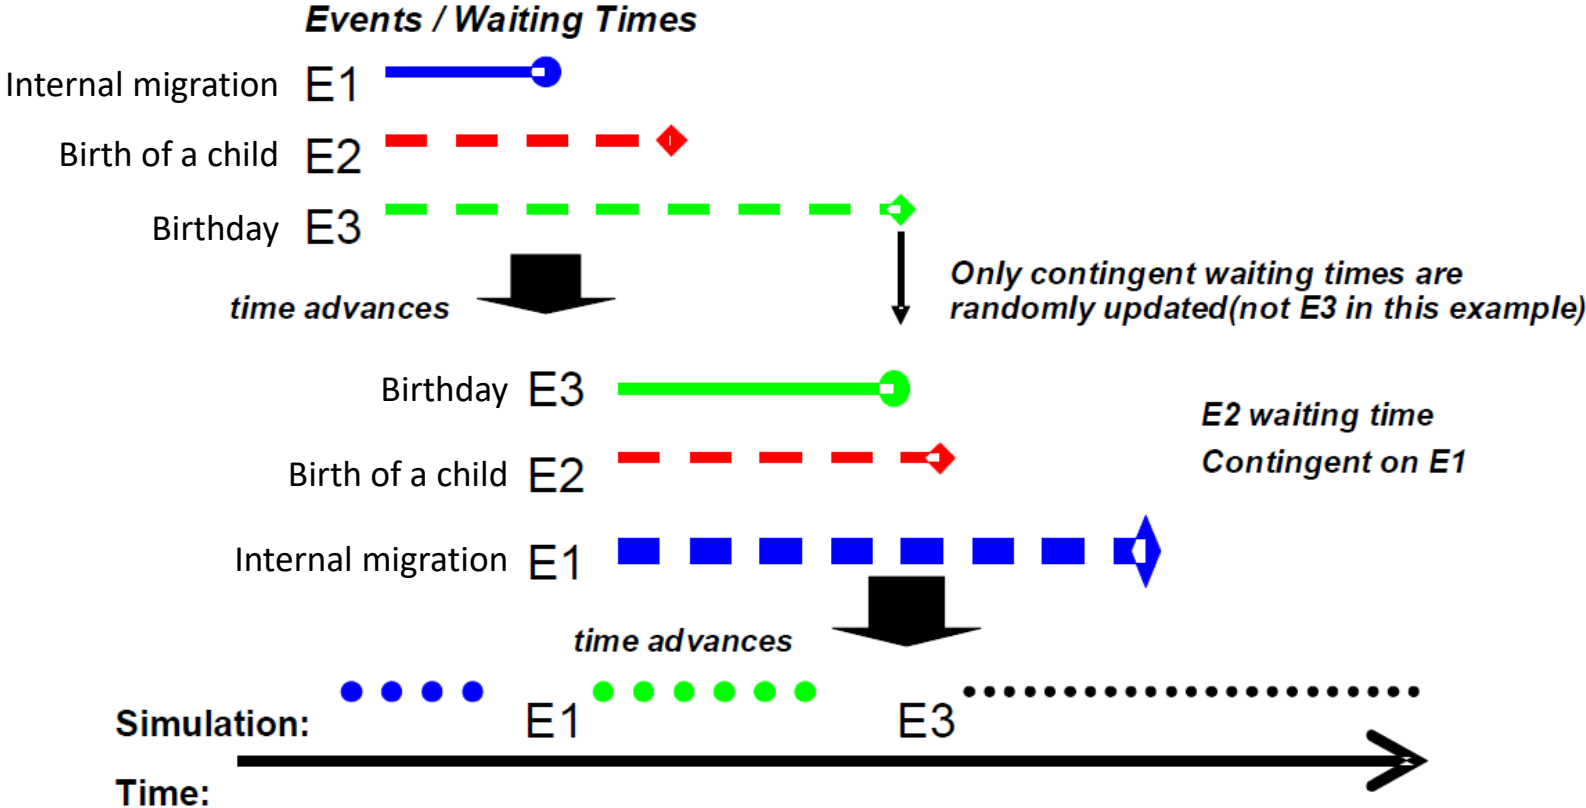 Events / Waiting Times
Internal migration E1
Birth of a child E2
Birthday E3
time advances
Only contingent waiting times are
randomly updated(not E3 in this example)
Birthday E3
E2 waiting time
Contingent on E1
Birth of a child E2
Internal migration E1
time advances
Simulation: E1 E3
Time: